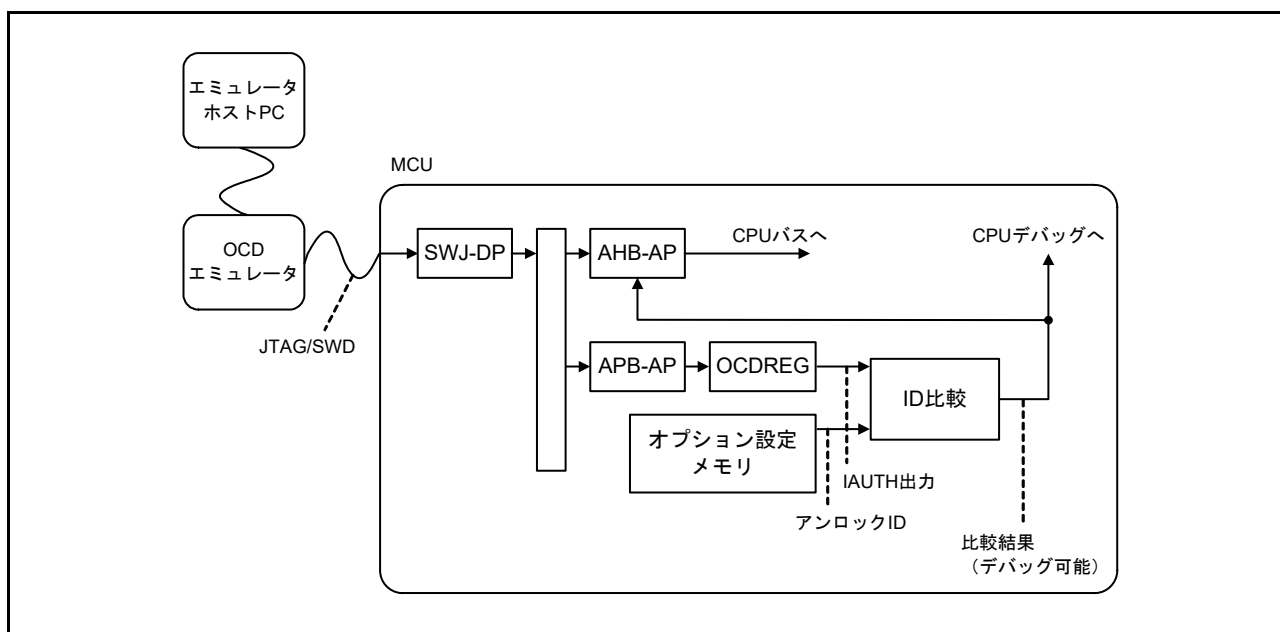 エミュレータ
ホストPC
MCU
OCD
エミュレータ
JTAG/SWD
SWJ-DP
AHB-AP
CPUバスへ
CPUデバッグへ
APB-AP
OCDREG
ID比較
オプション設定
メモリ
IAUTH出力
アンロックID
比較結果
（デバッグ可能）